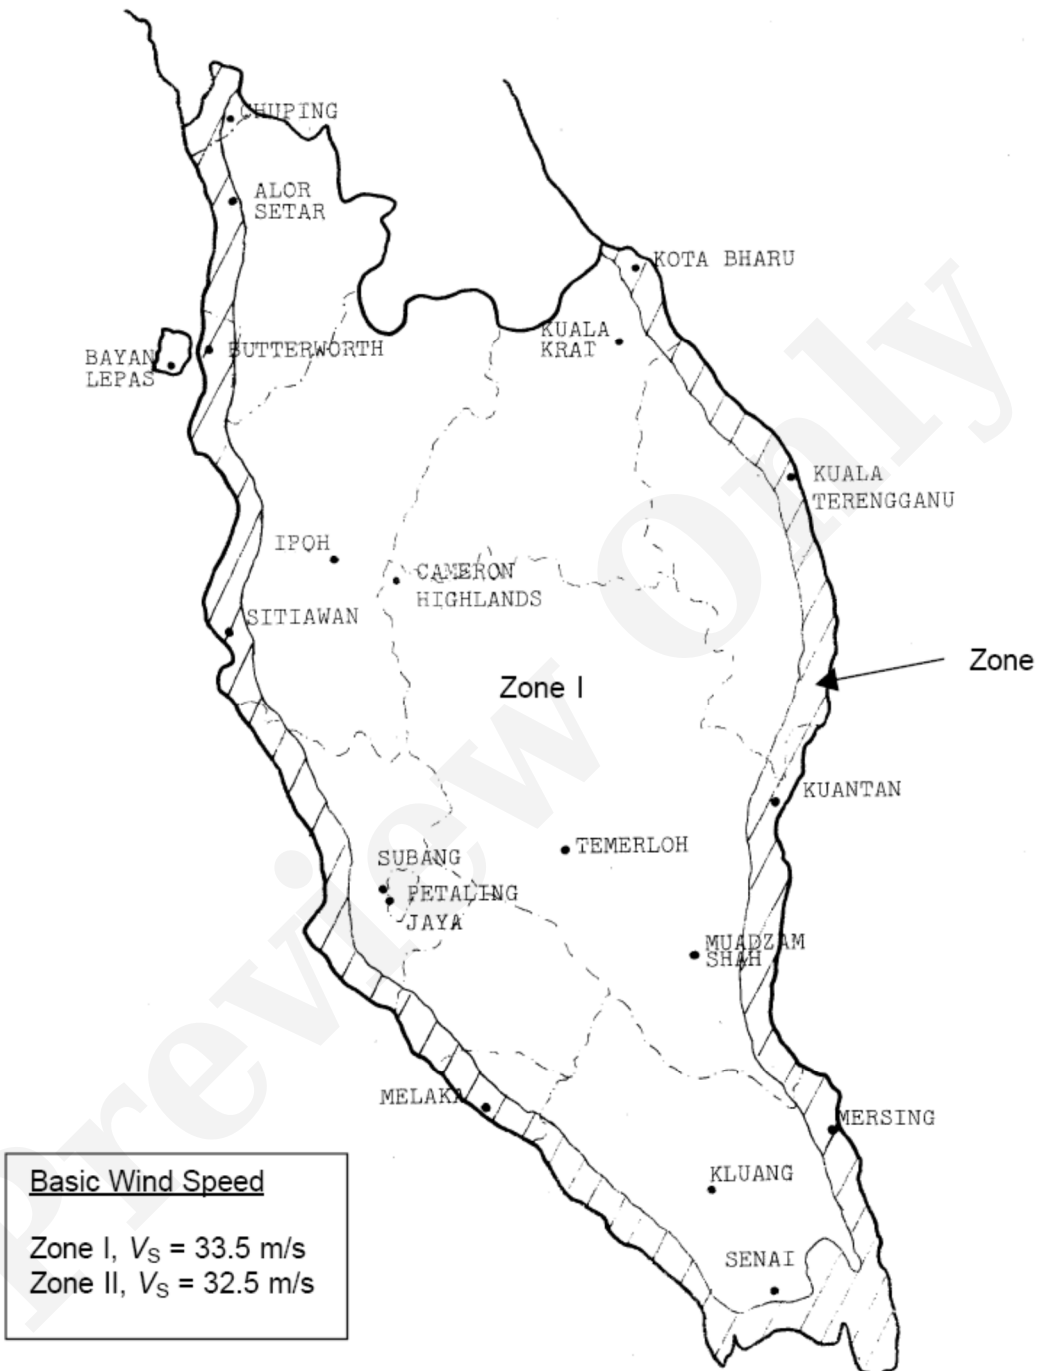 CHUPING
ALOR
SETAR
KOTA BHARU
KUALA
KRAT
BAYAN
LEPAS
BUTTERWORTH
KUALA
TERENGGANU
IPOH
CAMERON
HIGHLANDS
SITIAWAN
Zone
Zone I
KUANTAN
TEMERLOH
SUBANG
PETALING
JAYA
MUADZAM
SHAH
MELAKA
MERSING
KLUANG
SENAI
Basic Wind Speed
Zone I, VS = 33.5 m/s
Zone II, VS = 32.5 m/s
Preview Only